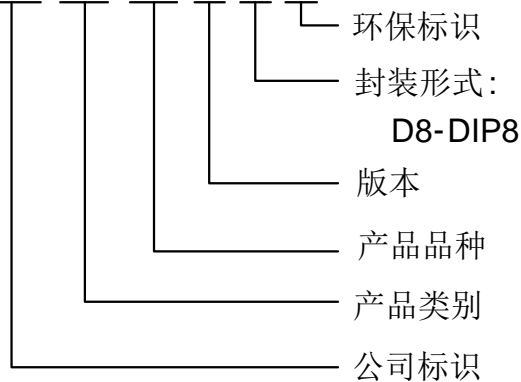 环保标识
封装形式:
D8-DIP8
版本
产品品种
产品类别
公司标识